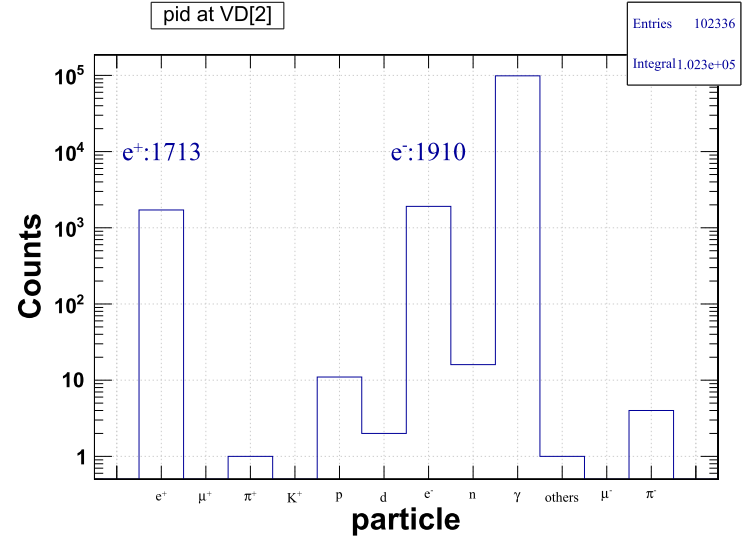 pid at VD[2]
Entries 102336
Integral 1.023e+05
e⁺:1713
e⁻:1910
Counts
10⁵
10⁴
10³
10²
10
1
e⁺ μ⁺ π⁺ K⁺ p d e⁻ n γ others μ⁻ π⁻
particle